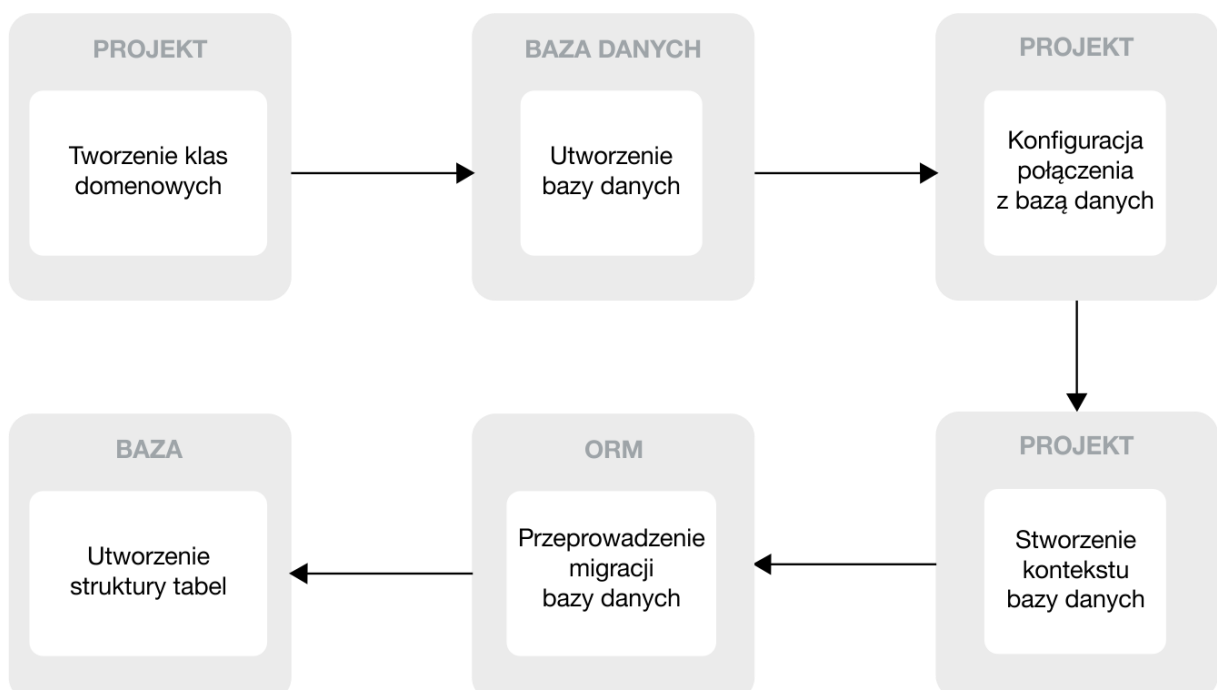 PROJEKT
Tworzenie klas
domenowych
BAZA DANYCH
Utworzenie
bazy danych
PROJEKT
Konfiguracja
połączenia
z bazą danych
PROJEKT
Stworzenie
kontekstu
bazy danych
ORM
Przeprowadzenie
migracji
bazy danych
BAZA
Utworzenie
struktury tabel